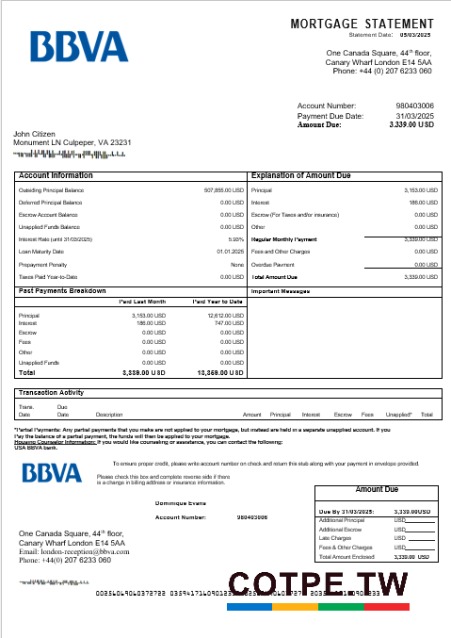 BBVA
MORTGAGE STATEMENT
Statement Date: 05/03/2025
One Canada Square, 44th floor,
Canary Wharf London E14 5AA
Phone: +44 (0) 207 6233 060
Account Number: 980403006
Payment Due Date: 31/03/2025
Amount Due: 3,339.00 USD
John Citizen
Monument LN Culpeper, VA 23231
Account Information
Outsiding Principal Balance 507,855.00 USD
Deferred Principal Balance 0.00 USD
Escrow Account Balance 0.00 USD
Unapplied Funds Balance 0.00 USD
Interest Rate (until 31/03/2025)
Loan Maturity Date 01.01.2025
Prepayment Penalty None
Taxes Paid Year-to-Date 0.00 USD
Explanation of Amount Due
Principal 3,153.00 USD
Interest 186.00 USD
Escrow (For Taxes and/or insurance) 0.00 USD
Other 0.00 USD
Regular Monthly Payment 3,339.00 USD
Fees and Other Charges 0.00 USD
Overdue Payment 0.00 USD
Total Amount Due 3,339.00 USD
Past Payments Breakdown
Paid Last Month Paid Year to Date
Principal 3,153.00 USD 12,612.00 USD
Interest 186.00 USD 747.00 USD
Escrow 0.00 USD 0.00 USD
Fees 0.00 USD 0.00 USD
Other 0.00 USD 0.00 USD
Unapplied Funds 0.00 USD 0.00 USD
Total 3,339.00 USD 13,359.00 USD
Important Messages
Transaction Activity
Trans. Due
Date Date Description Amount Principal Interest Escrow Fees Unapplied* Total
*Partial Payments: Any partial payments that you make are not applied to your mortgage, but instead are held in a separate unapplied account. If you
pay the balance of a partial payment, the funds will then be applied to your mortgage.
Housing Counselor Information: If you would like counseling or assistance, you can contact the following:
USA BBVA bank.
BBVA
To ensure proper credit, please write account number on check and return this stub along with your payment in envelope provided.
Please check this box and complete reverse side if there
is a change in billing address or insurance information.
Dominique Evans
Account Number: 980403006
Amount Due
Due By 31/03/2025: 3,339.00USD
Additional Principal USD
Additional Escrow USD
Late Charges USD
Fees & Other Charges USD
Total Amount Enclosed 3,339.00 USD
One Canada Square, 44th floor,
Canary Wharf London E14 5AA
Email: london-reception@bbva.com
Phone: +44(0) 207 6233 060
COTPE TW